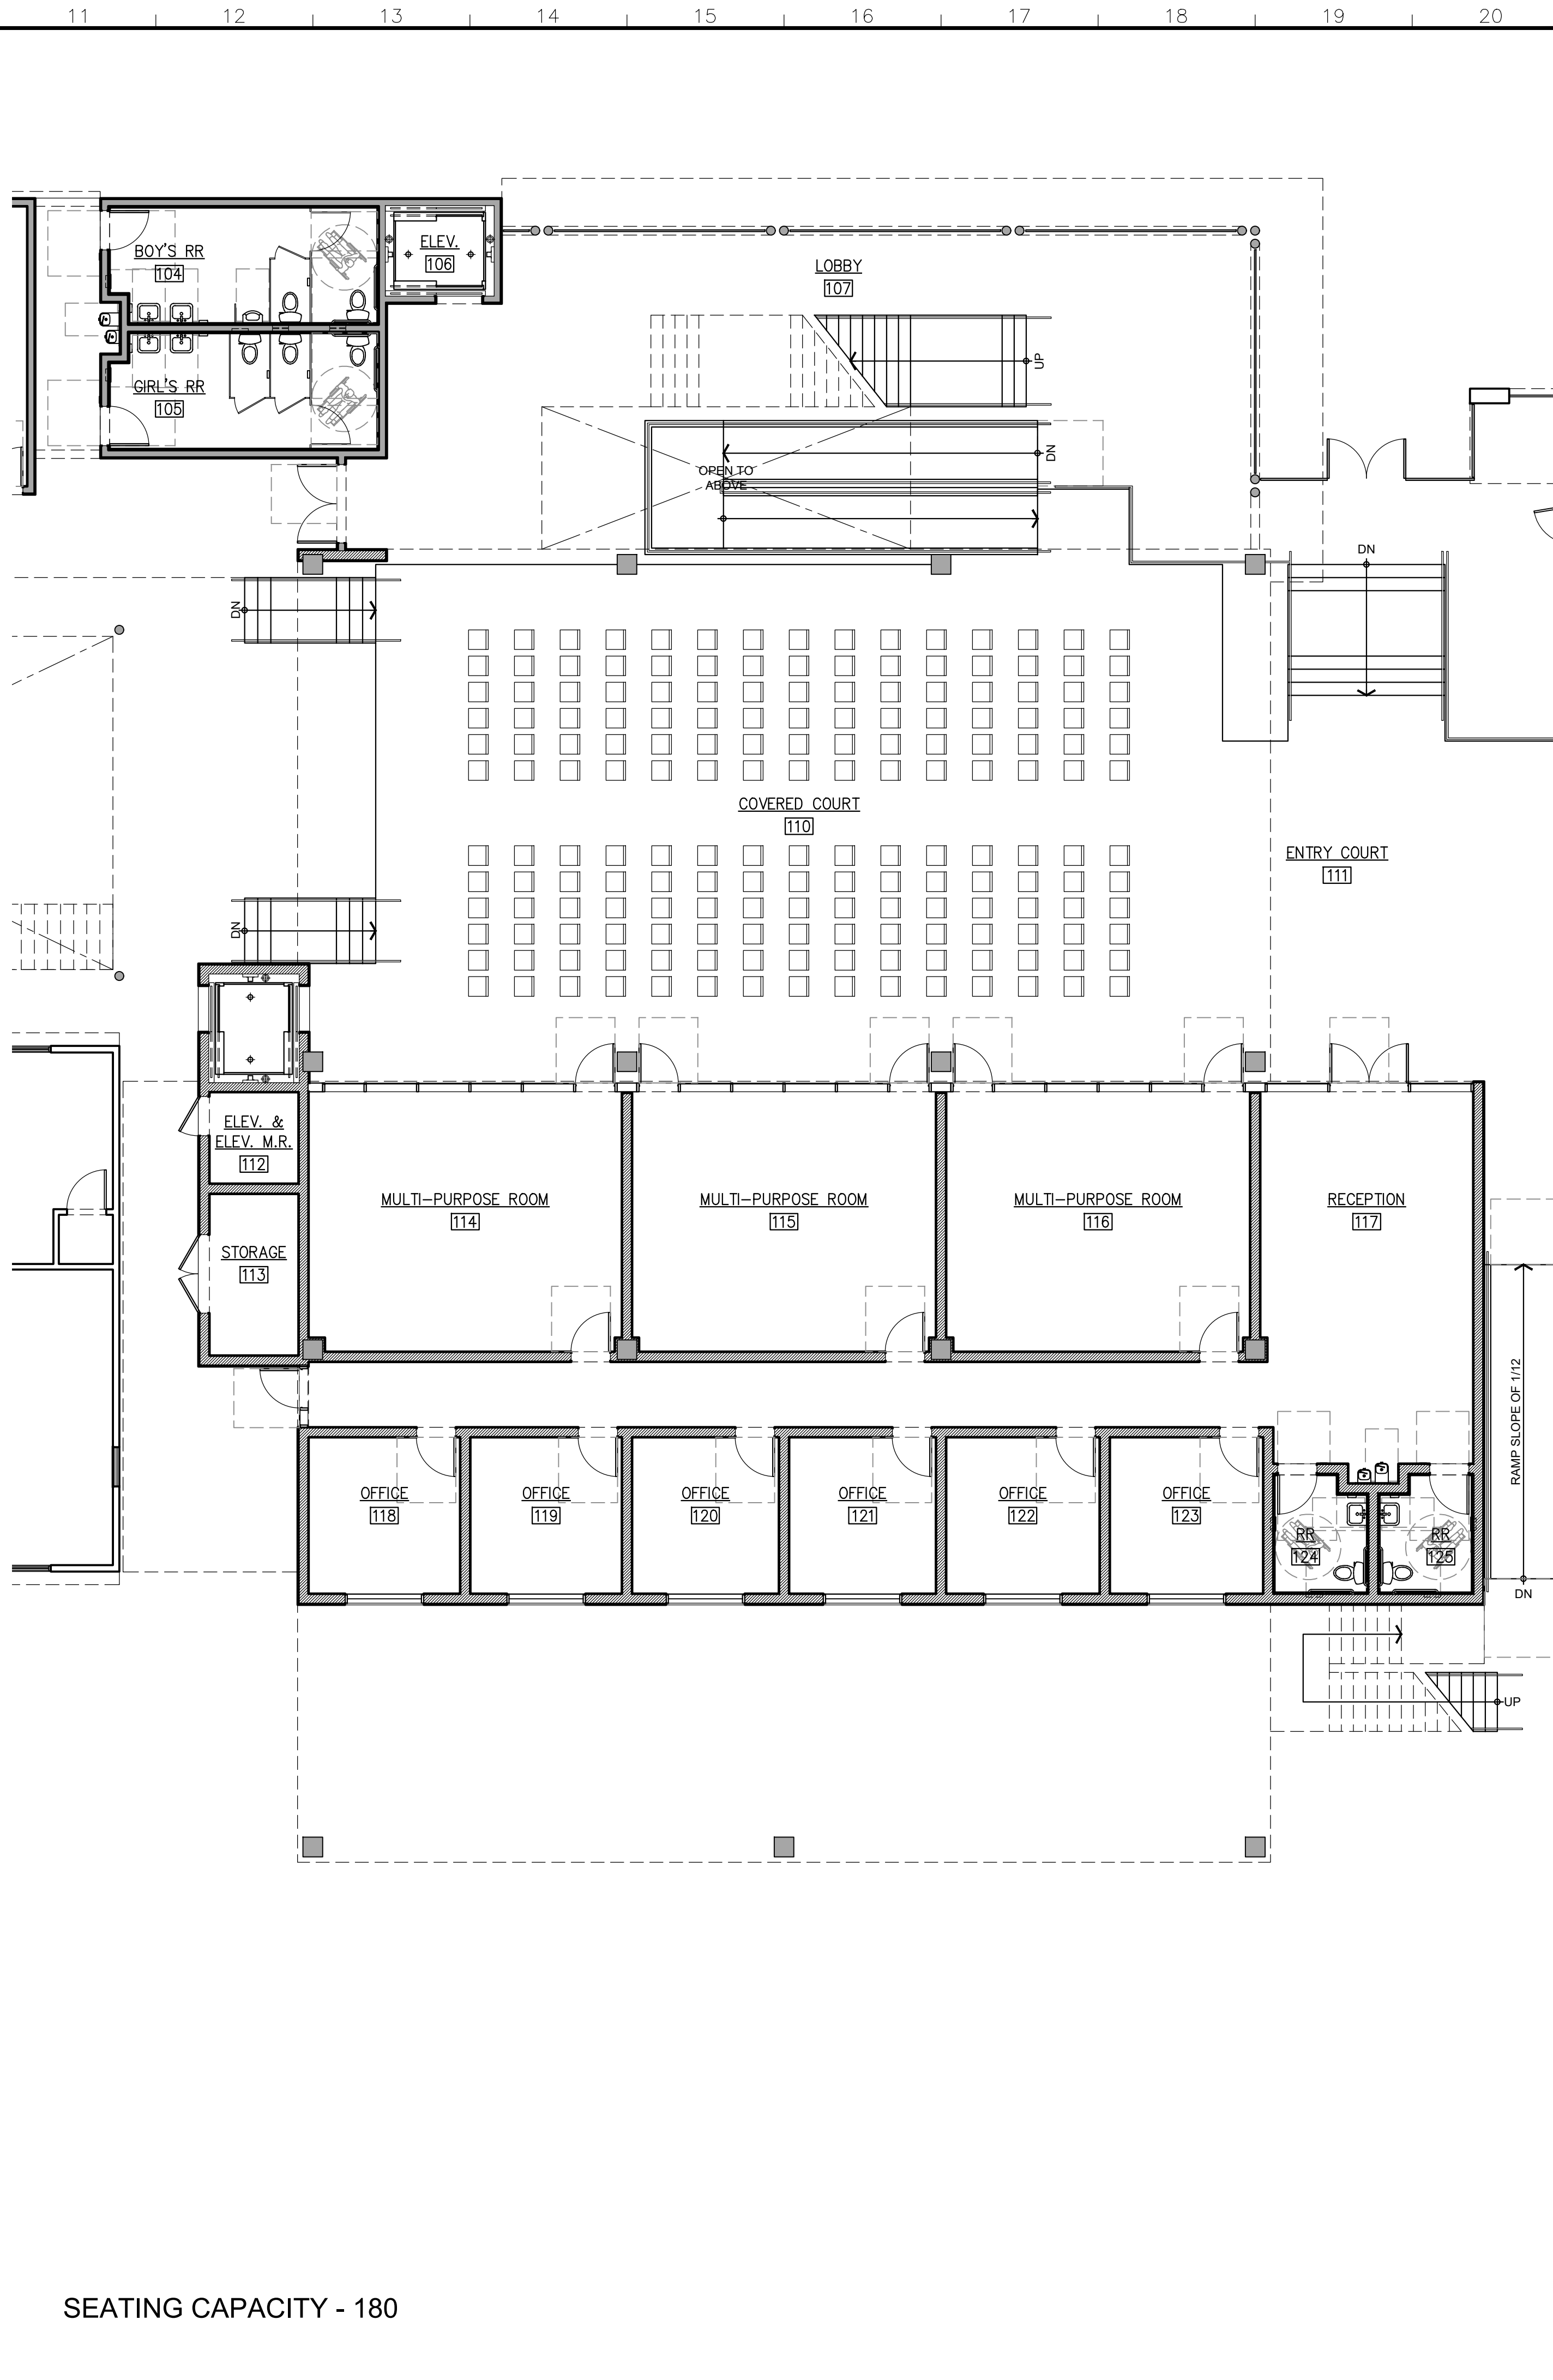 11 12 13 14 15 16 17 18 19 20
BOY'S RR
104
ELEV.
106
LOBBY
107
UP
GIRL'S RR
105
DN
OPEN TO
ABOVE
DN
DN
COVERED COURT
110
ENTRY COURT
111
DN
ELEV. &
ELEV. M.R.
112
MULTI-PURPOSE ROOM
114
MULTI-PURPOSE ROOM
115
MULTI-PURPOSE ROOM
116
RECEPTION
117
STORAGE
113
RAMP SLOPE OF 1/12
OFFICE
118
OFFICE
119
OFFICE
120
OFFICE
121
OFFICE
122
OFFICE
123
RR
124
RR
125
DN
UP
SEATING CAPACITY - 180